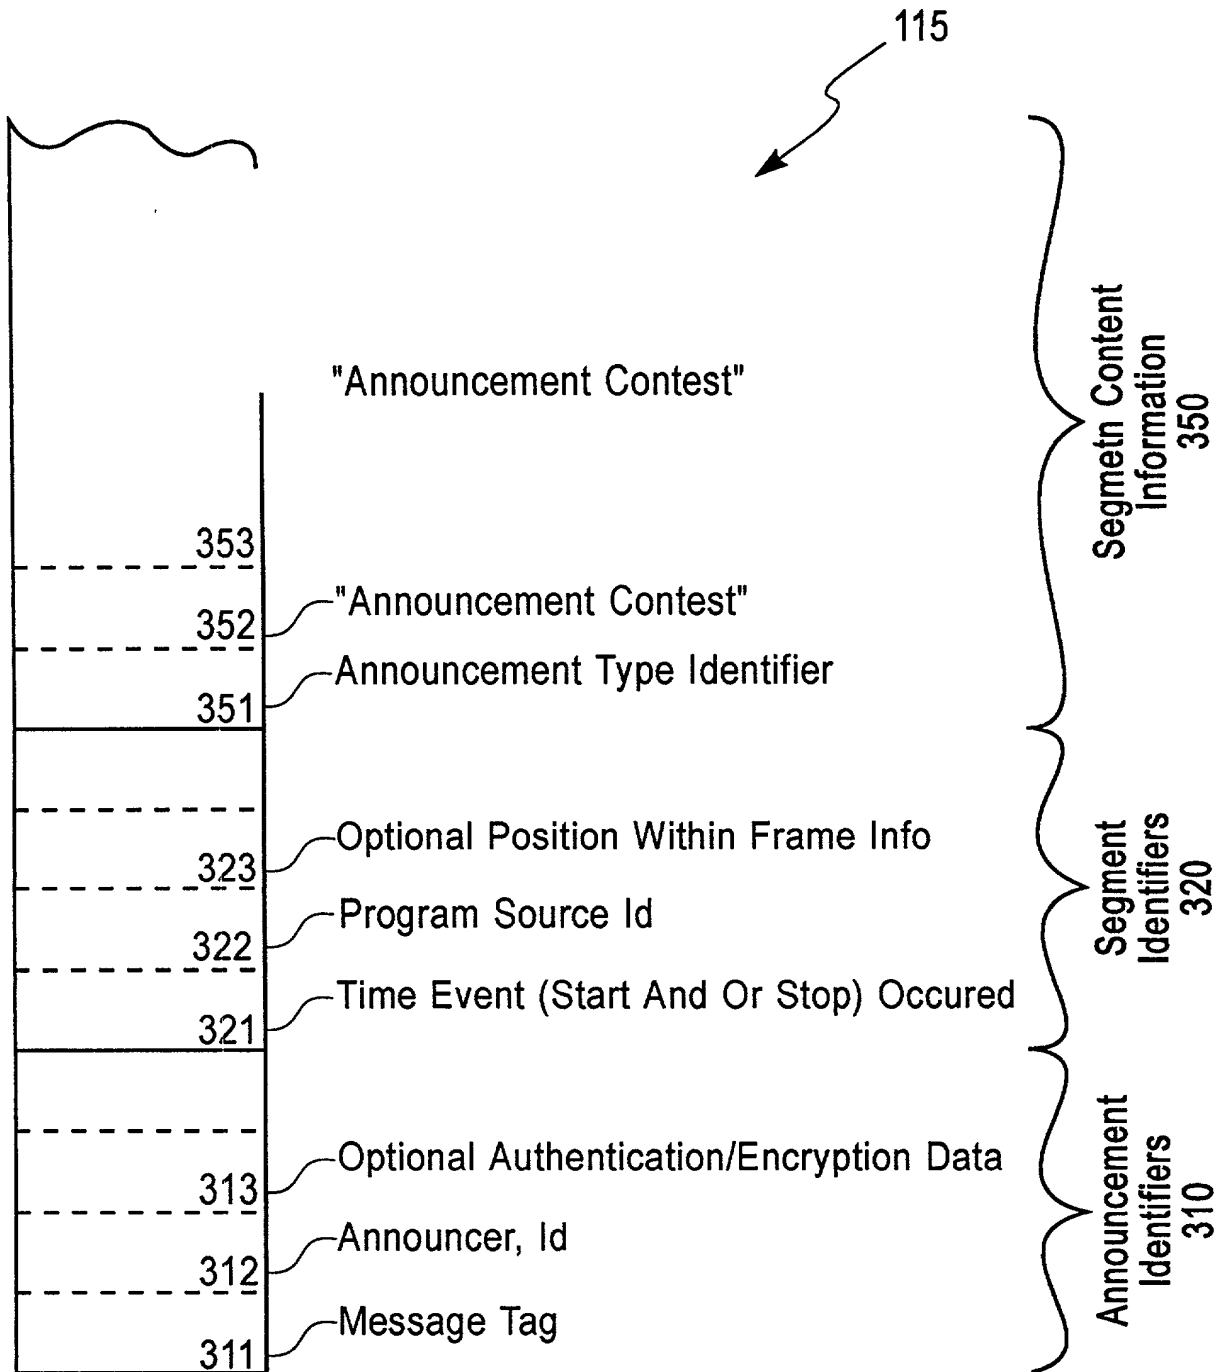 115
"Announcement Contest"
353
352
"Announcement Contest"
351
Announcement Type Identifier
Segmetn Content
Information
350
323
Optional Position Within Frame Info
322
Program Source Id
321
Time Event (Start And Or Stop) Occured
Segment
Identifiers
320
313
Optional Authentication/Encryption Data
312
Announcer, Id
311
Message Tag
Announcement
Identifiers
310